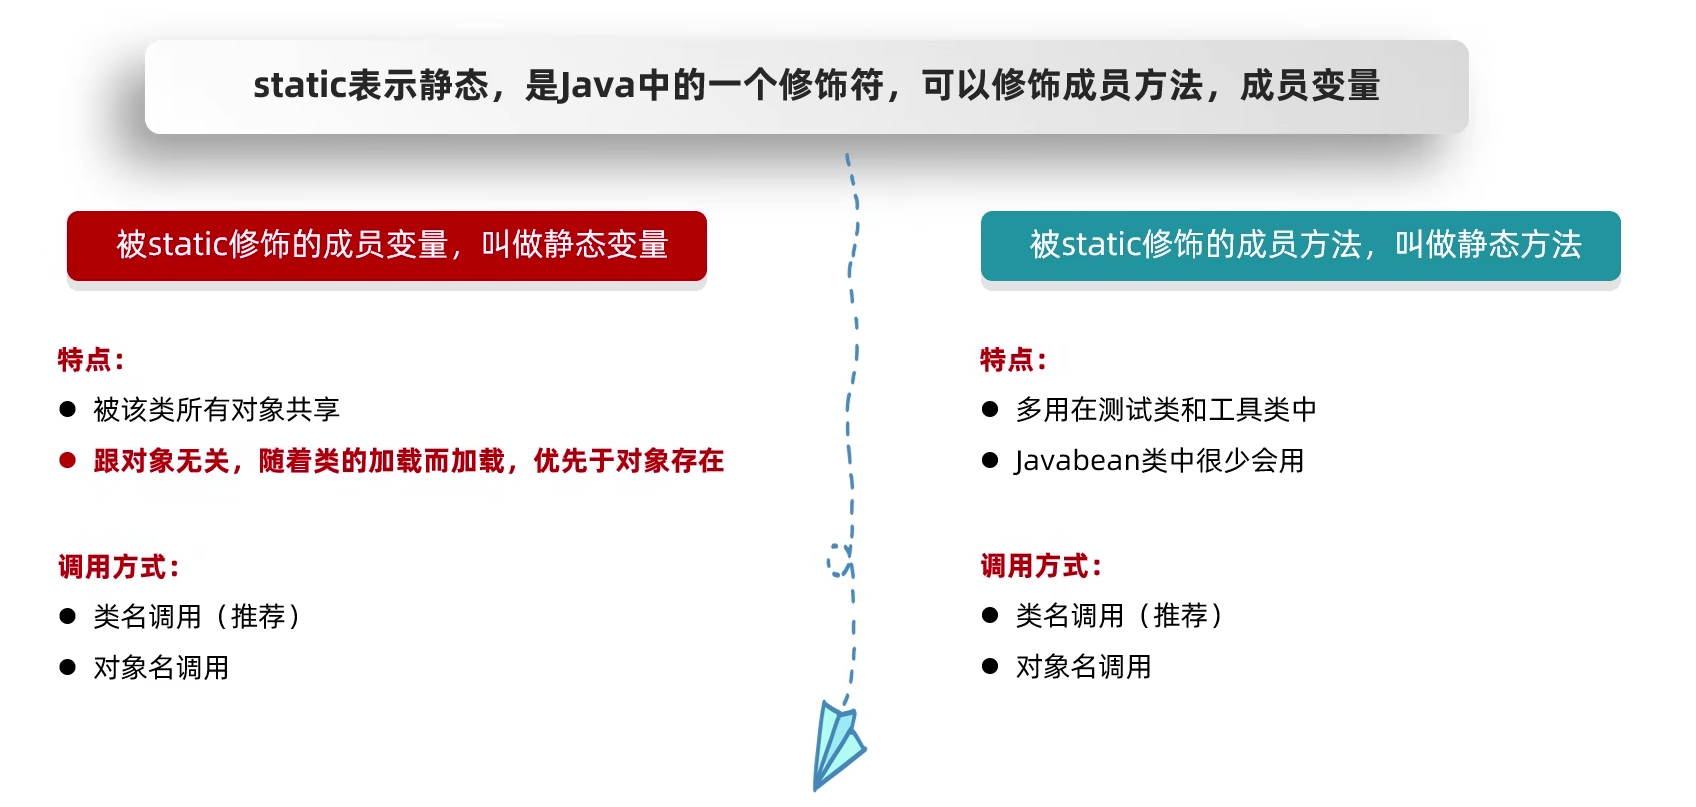 static表示静态，是Java中的一个修饰符，可以修饰成员方法，成员变量
被static修饰的成员变量，叫做静态变量
特点：
● 被该类所有对象共享
● 跟对象无关，随着类的加载而加载，优先于对象存在
调用方式：
● 类名调用（推荐）
● 对象名调用
被static修饰的成员方法，叫做静态方法
特点：
● 多用在测试类和工具类中
● Javabean类中很少会用
调用方式：
● 类名调用（推荐）
● 对象名调用